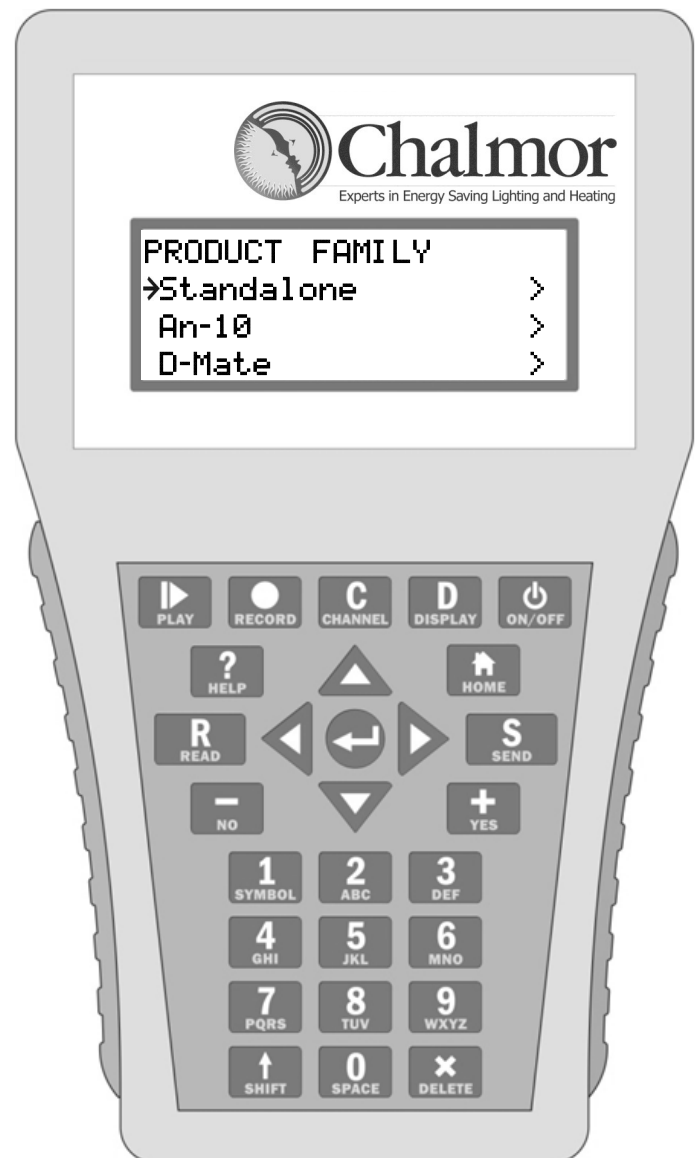 Chalmor
Experts in Energy Saving Lighting and Heating
PRODUCT FAMILY
→Standalone >
An-10 >
D-Mate >
PLAY
RECORD
C
CHANNEL
D
DISPLAY
ON/OFF
?
HELP
HOME
R
READ
S
SEND
−
NO
+
YES
1
SYMBOL
2
ABC
3
DEF
4
GHI
5
JKL
6
MNO
7
PQRS
8
TUV
9
WXYZ
SHIFT
0
SPACE
DELETE